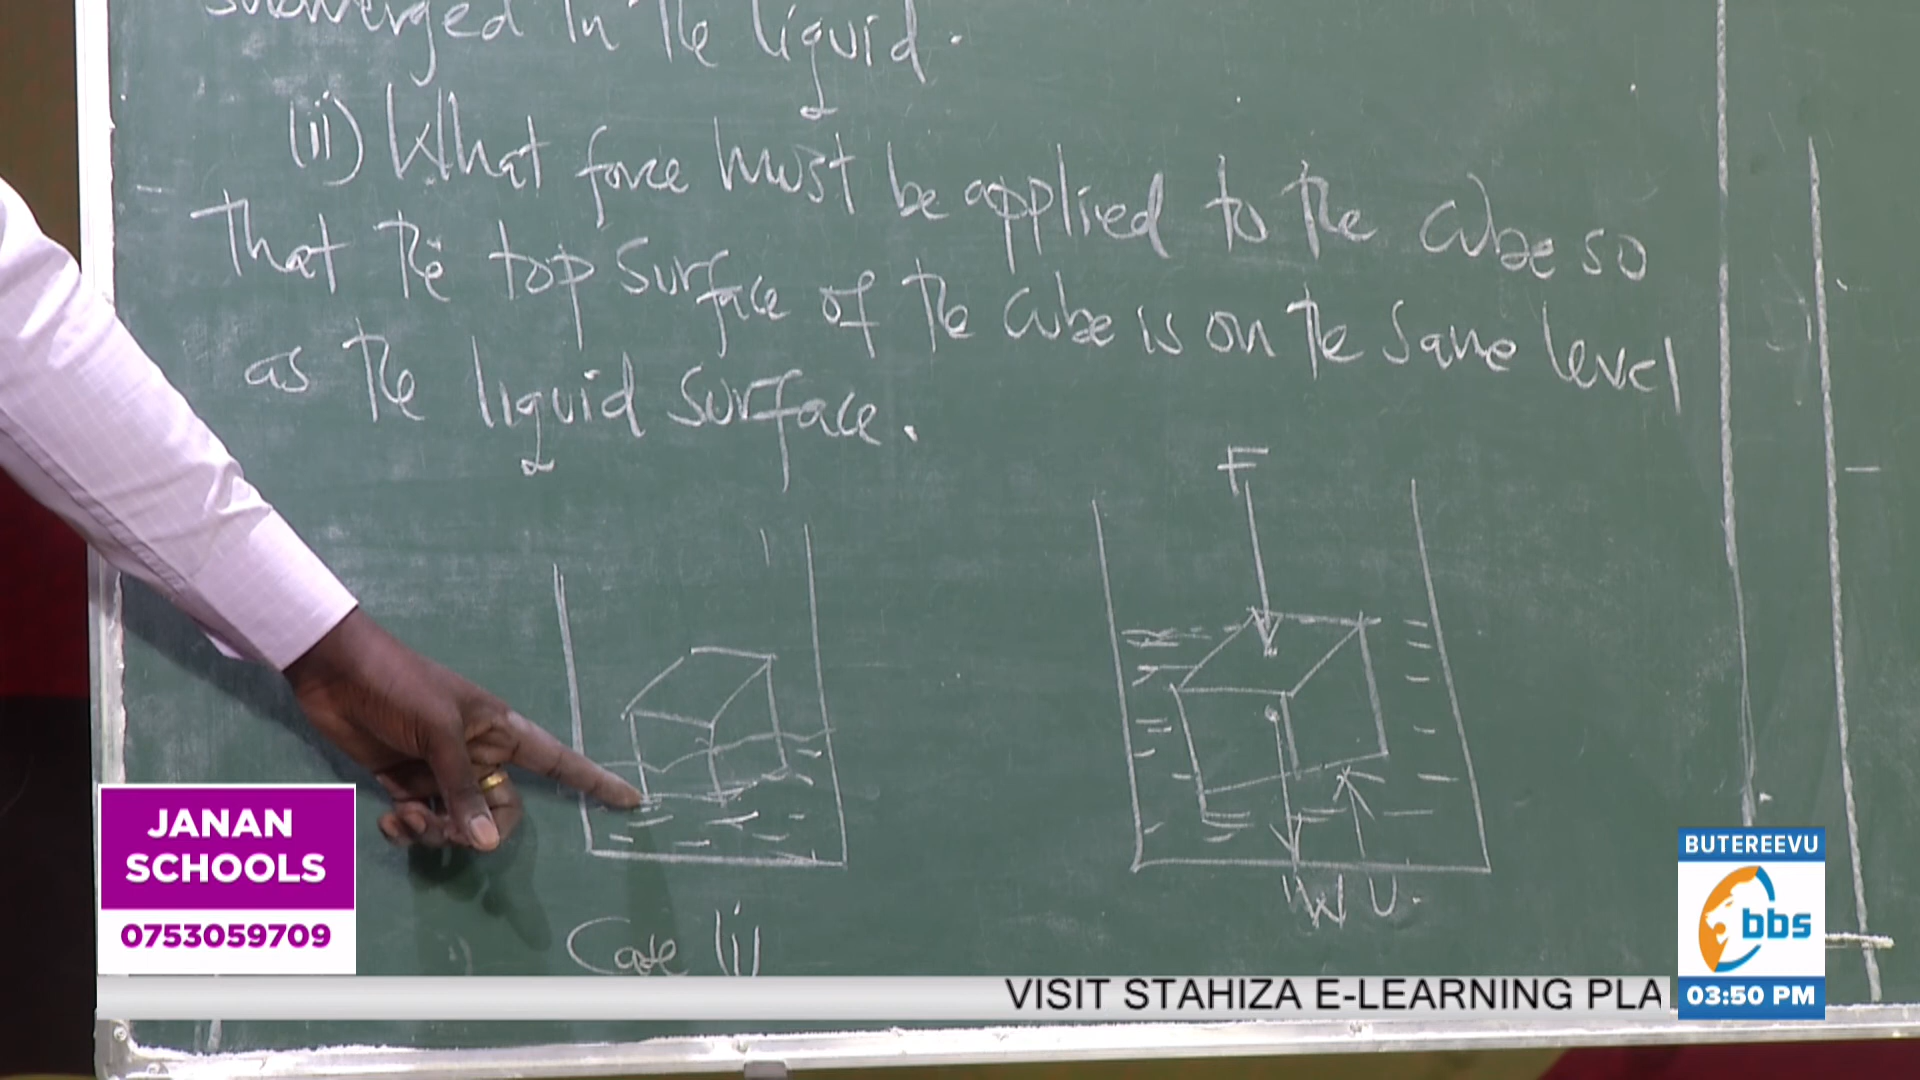 submerged in the liquid.
(ii) What force must be applied to the cube so
that the top surface of the cube is on the same level
as the liquid surface.
F
W U.
Case (i)
JANAN
SCHOOLS
0753059709
VISIT STAHIZA E-LEARNING PLA
BUTEREEVU
bbs
03:50 PM